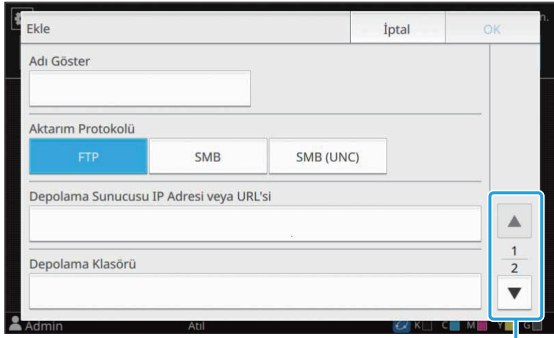 Ekle
İptal
OK
n.
Adı Göster
Aktarım Protokolü
FTP
SMB
SMB (UNC)
Depolama Sunucusu IP Adresi veya URL'si
1
2
Depolama Klasörü
Admin
Atıl
K
C
M
Y
G